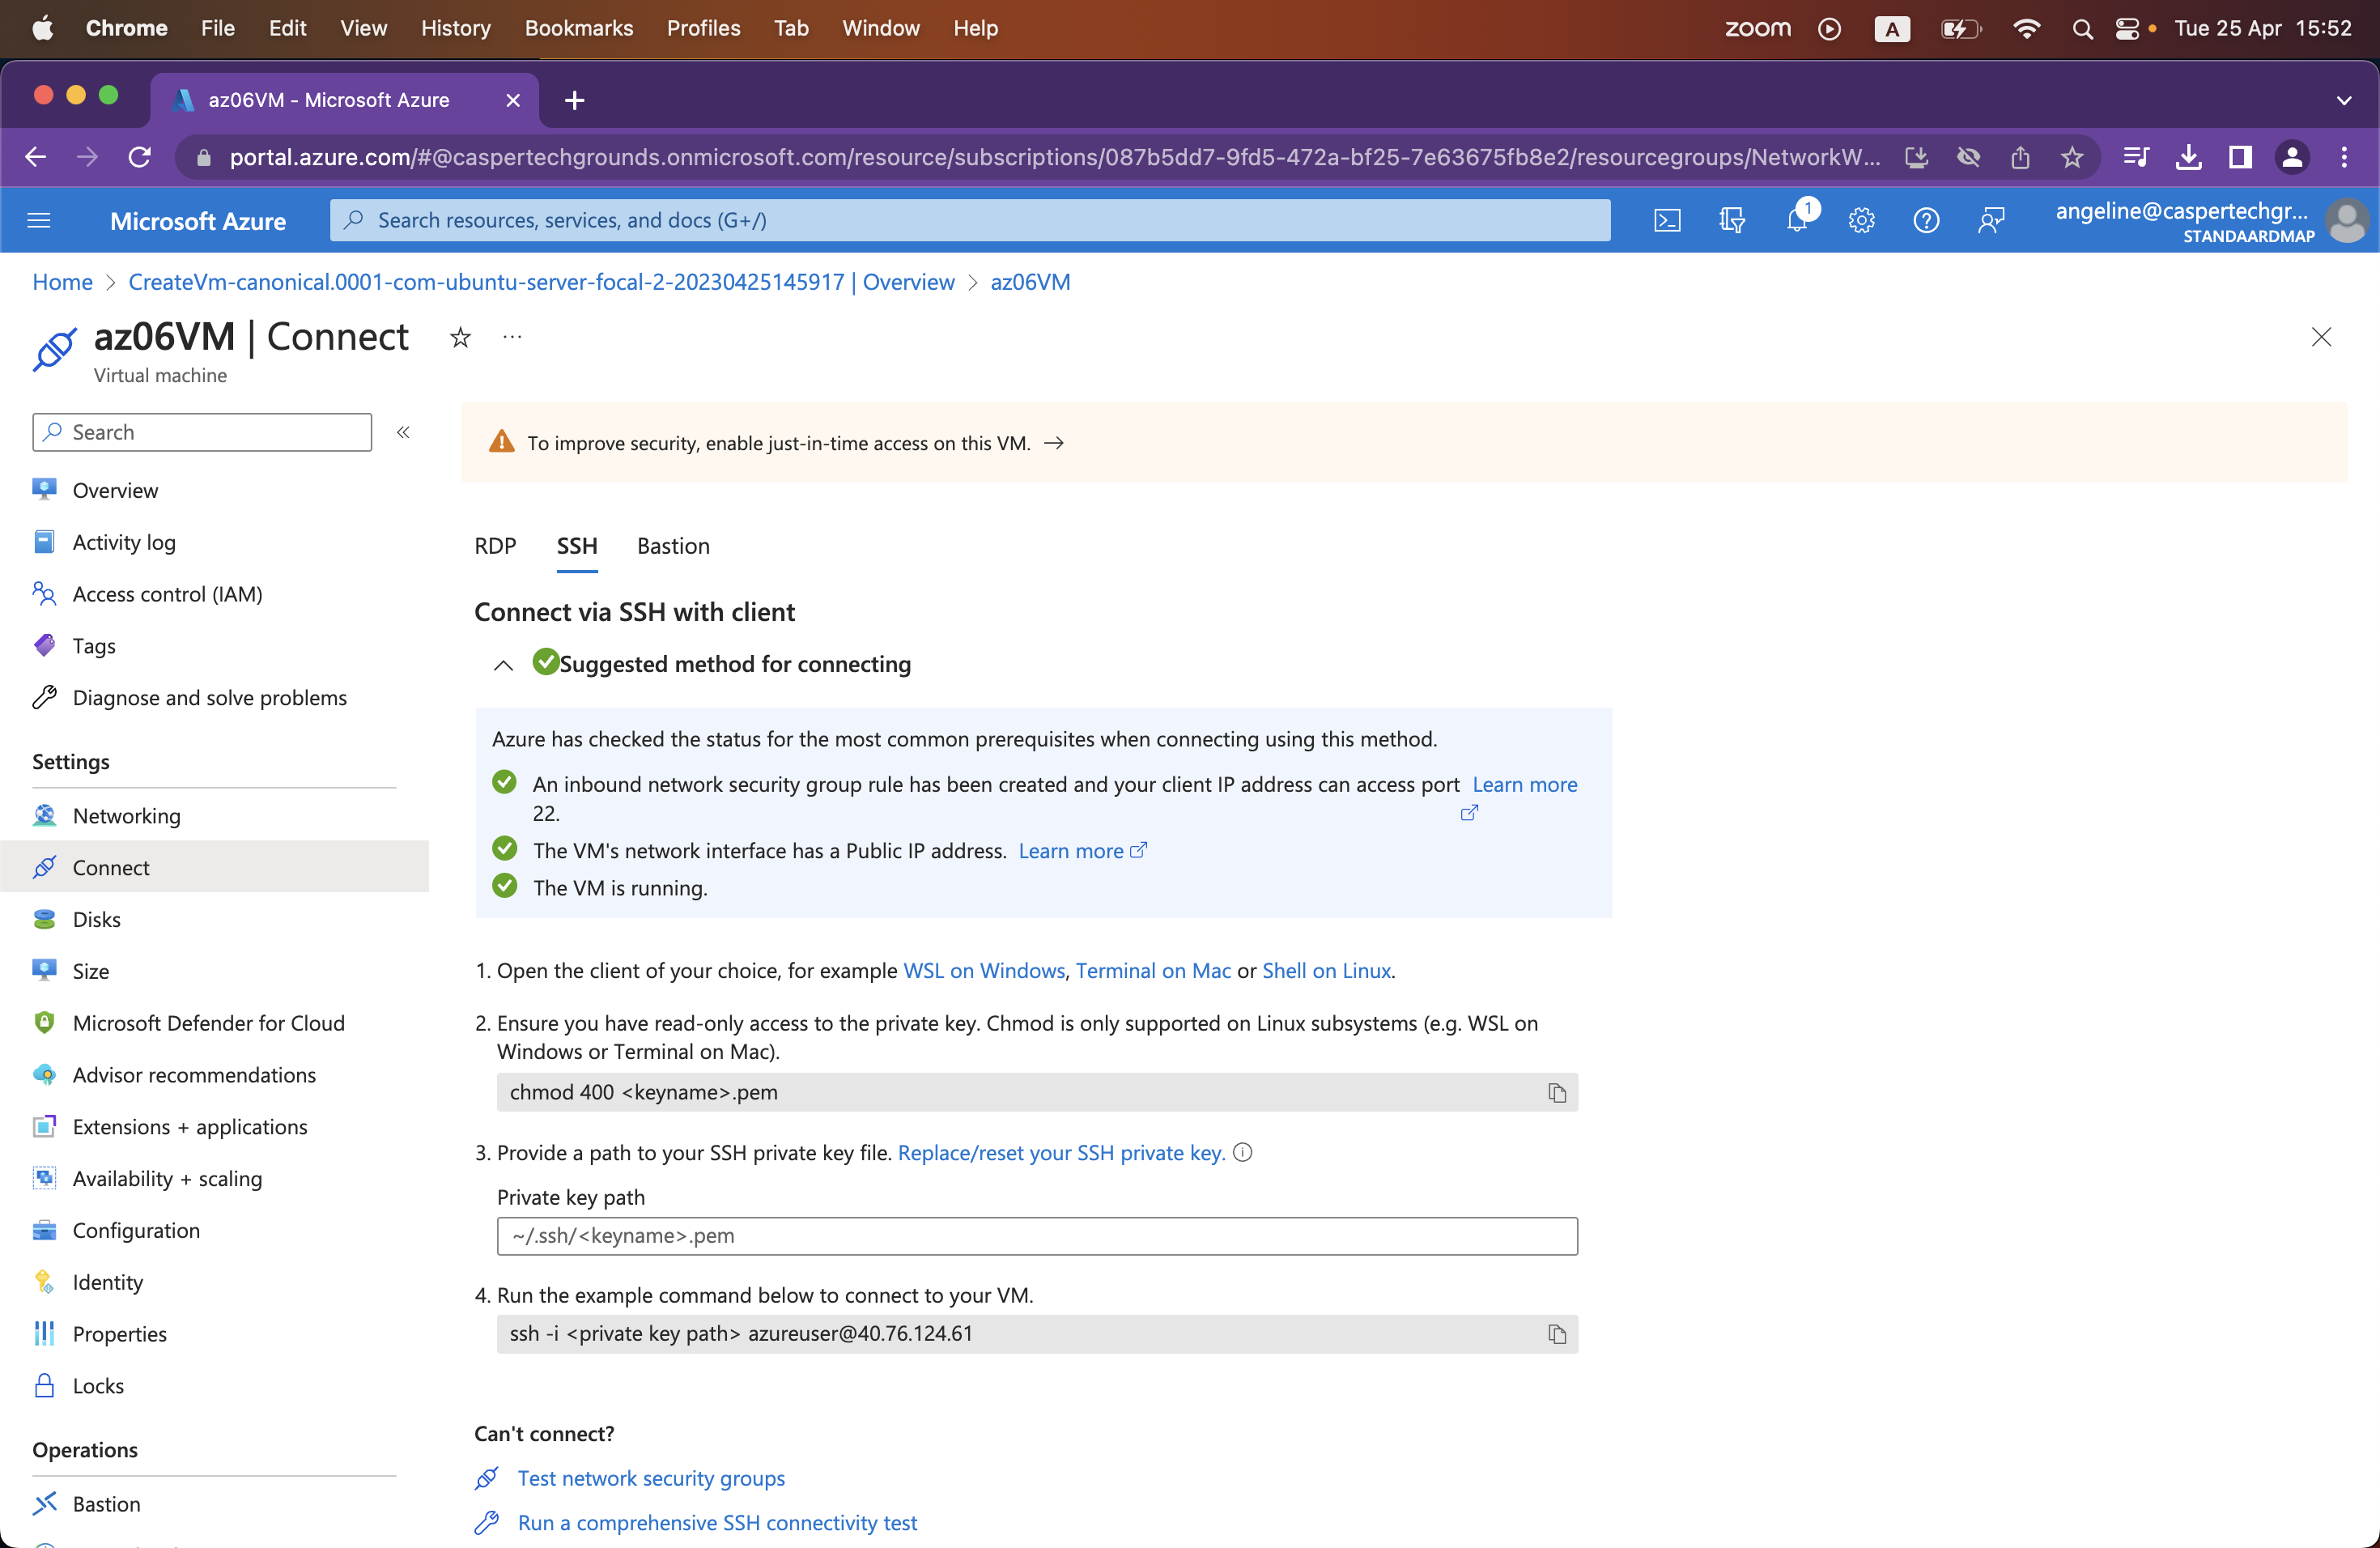 Chrome File Edit View History Bookmarks Profiles Tab Window Help zoom A Tue 25 Apr 15:52
az06VM - Microsoft Azure
portal.azure.com/#@caspertechgrounds.onmicrosoft.com/resource/subscriptions/087b5dd7-9fd5-472a-bf25-7e63675fb8e2/resourcegroups/NetworkW...
Microsoft Azure
Search resources, services, and docs (G+/)
1
angeline@caspertechgr...
STANDAARDMAP
Home > CreateVm-canonical.0001-com-ubuntu-server-focal-2-20230425145917 | Overview > az06VM
az06VM | Connect
Virtual machine
Search
Overview
Activity log
Access control (IAM)
Tags
Diagnose and solve problems
Settings
Networking
Connect
Disks
Size
Microsoft Defender for Cloud
Advisor recommendations
Extensions + applications
Availability + scaling
Configuration
Identity
Properties
Locks
Operations
Bastion
To improve security, enable just-in-time access on this VM.
RDP SSH Bastion
Connect via SSH with client
Suggested method for connecting
Azure has checked the status for the most common prerequisites when connecting using this method.
An inbound network security group rule has been created and your client IP address can access port Learn more
22.
The VM's network interface has a Public IP address. Learn more
The VM is running.
1. Open the client of your choice, for example WSL on Windows, Terminal on Mac or Shell on Linux.
2. Ensure you have read-only access to the private key. Chmod is only supported on Linux subsystems (e.g. WSL on
Windows or Terminal on Mac).
chmod 400 <keyname>.pem
3. Provide a path to your SSH private key file. Replace/reset your SSH private key.
Private key path
~/.ssh/<keyname>.pem
4. Run the example command below to connect to your VM.
ssh -i <private key path> azureuser@40.76.124.61
Can't connect?
Test network security groups
Run a comprehensive SSH connectivity test